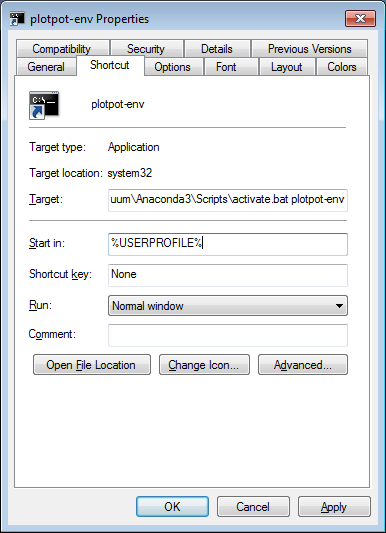 plotpot-env Properties
Compatibility Security Details Previous Versions
General Shortcut Options Font Layout Colors
C:\
plotpot-env
Target type: Application
Target location: system32
Target: uum\Anaconda3\Scripts\activate.bat plotpot-env
Start in: %USERPROFILE%
Shortcut key: None
Run: Normal window
Comment:
Open File Location Change Icon... Advanced...
OK Cancel Apply